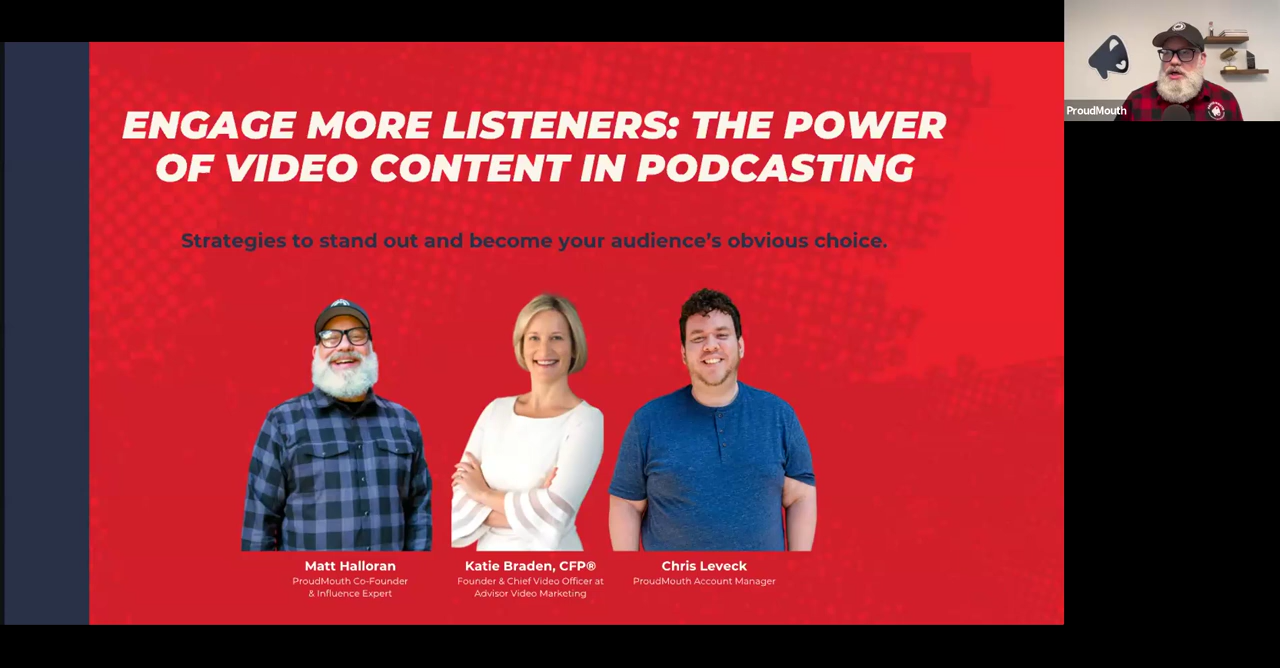 ENGAGE MORE LISTENERS: THE POWER
OF VIDEO CONTENT IN PODCASTING
Strategies to stand out and become your audience's obvious choice.
Matt Halloran
ProudMouth Co-Founder
& Influence Expert
Katie Braden, CFP®
Founder & Chief Video Officer at
Advisor Video Marketing
Chris Leveck
ProudMouth Account Manager
ProudMouth